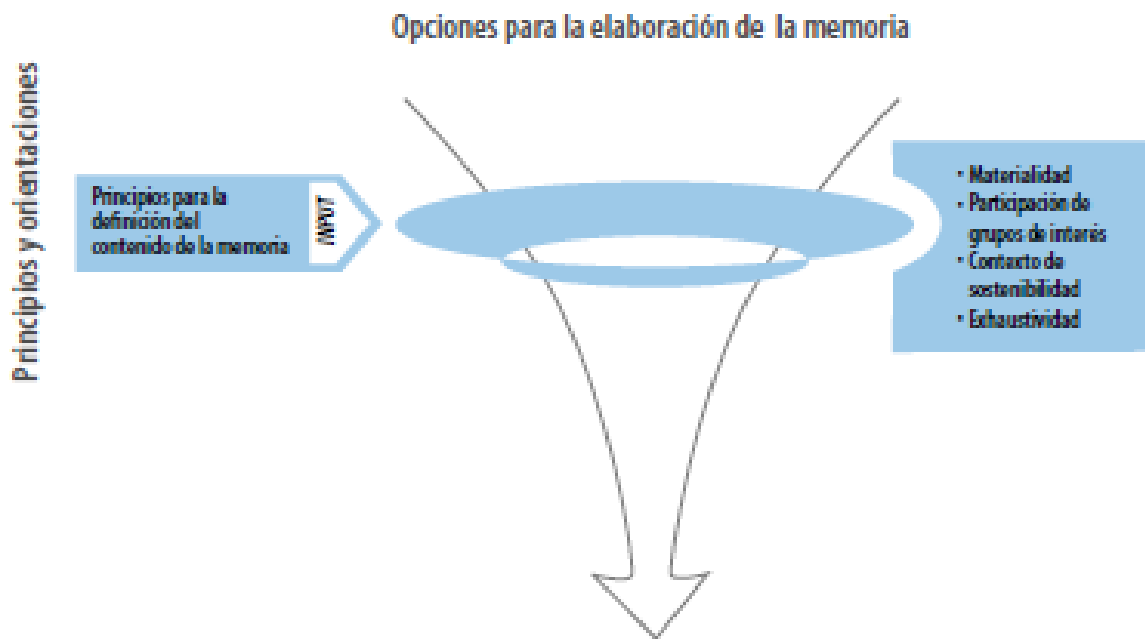 Opciones para la elaboración de la memoria
Principios y orientaciones
Principios para la
definición del
contenido de la memoria
INPUT
• Materialidad
• Participación de
grupos de interés
• Contexto de
sostenibilidad
• Exhaustividad